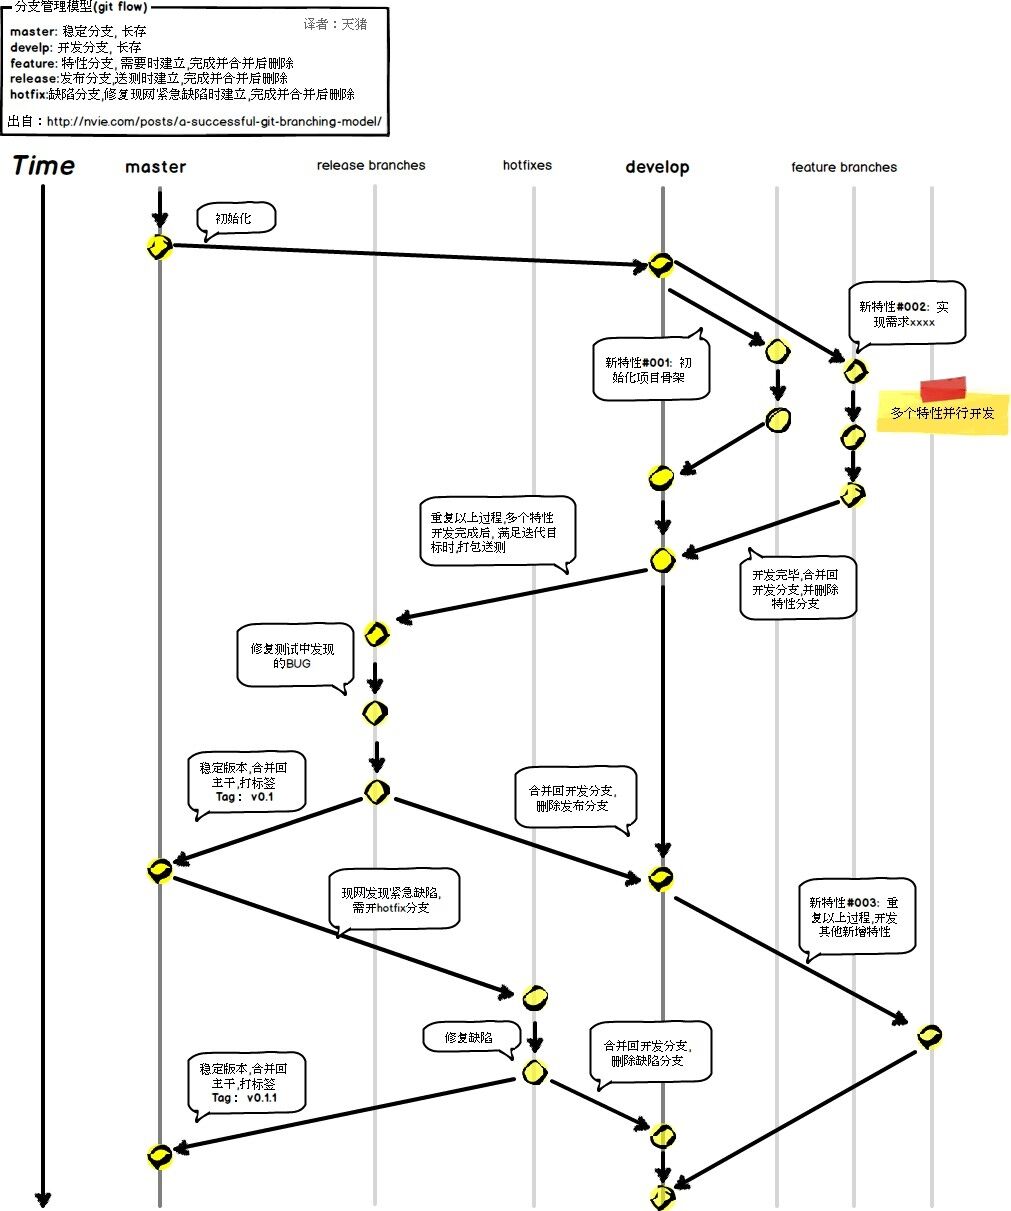 分支管理模型(git flow)
译者：天猪
master: 稳定分支, 长存
develp: 开发分支, 长存
feature: 特性分支, 需要时建立,完成并合并后删除
release:发布分支,送测时建立,完成并合并后删除
hotfix:缺陷分支,修复现网紧急缺陷时建立,完成并合并后删除
出自：http://nvie.com/posts/a-successful-git-branching-model/
Time
master
release branches
hotfixes
develop
feature branches
初始化
新特性#002: 实
现需求xxxx
新特性#001: 初
始化项目骨架
多个特性并行开发
重复以上过程,多个特性
开发完成后, 满足迭代目
标时,打包送测
开发完毕,合并回
开发分支,并删除
特性分支
修复测试中发现
的BUG
稳定版本,合并回
主干,打标签
Tag: v0.1
合并回开发分支,
删除发布分支
现网发现紧急缺陷,
需开hotfix分支
新特性#003: 重
复以上过程,开发
其他新增特性
修复缺陷
合并回开发分支,
删除缺陷分支
稳定版本,合并回
主干,打标签
Tag: v0.1.1